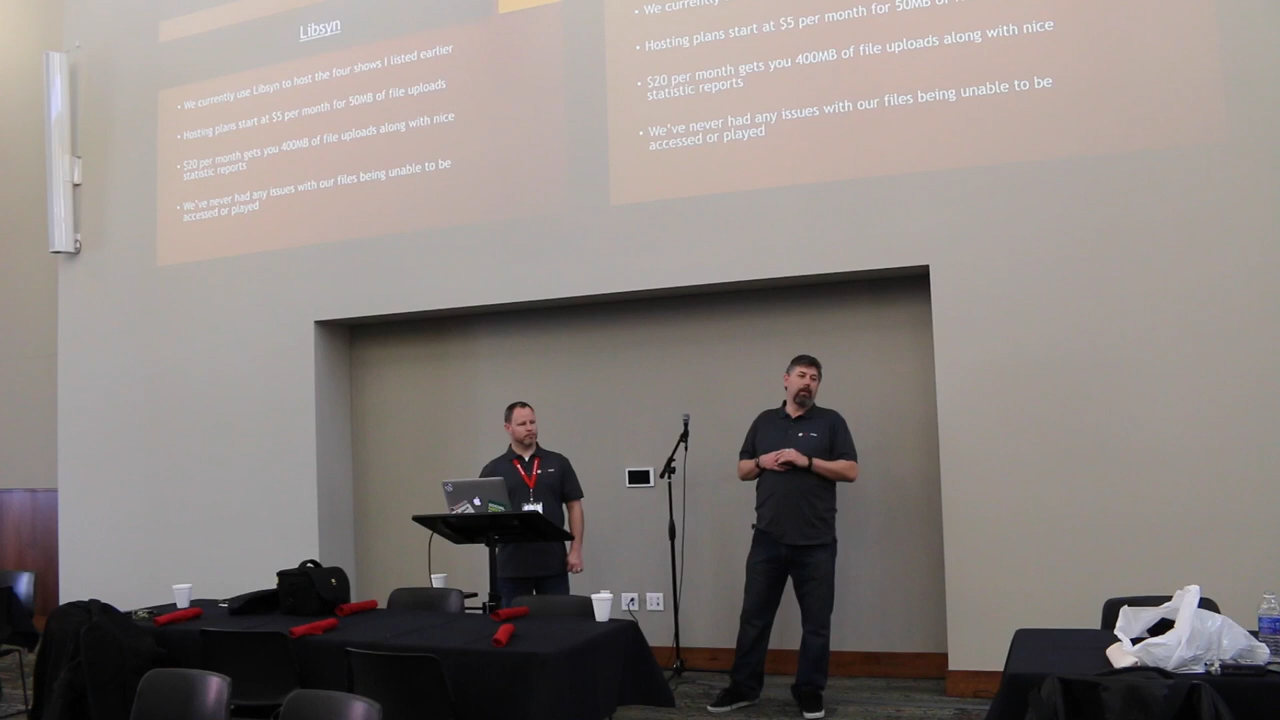 Libsyn
• We currently use Libsyn to host the four shows I listed earlier
• Hosting plans start at $5 per month for 50MB of file uploads
• $20 per month gets you 400MB of file uploads along with nice
statistic reports
• We've never had any issues with our files being unable to be
accessed or played
• We currently
• Hosting plans start at $5 per month for 50MB of
• $20 per month gets you 400MB of file uploads along with nice
statistic reports
• We've never had any issues with our files being unable to be
accessed or played